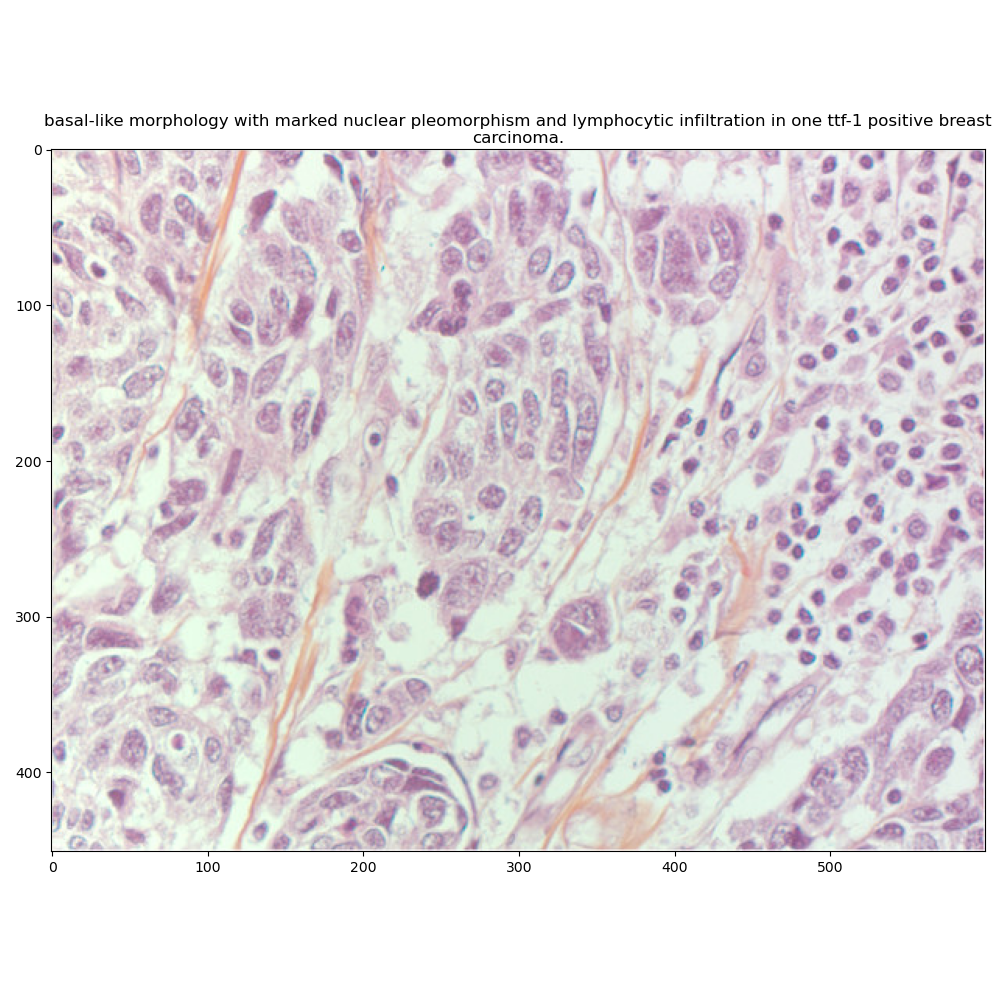 basal-like morphology with marked nuclear pleomorphism and lymphocytic infiltration in one ttf-1 positive breast
carcinoma.
0
100
200
300
400
0 100 200 300 400 500